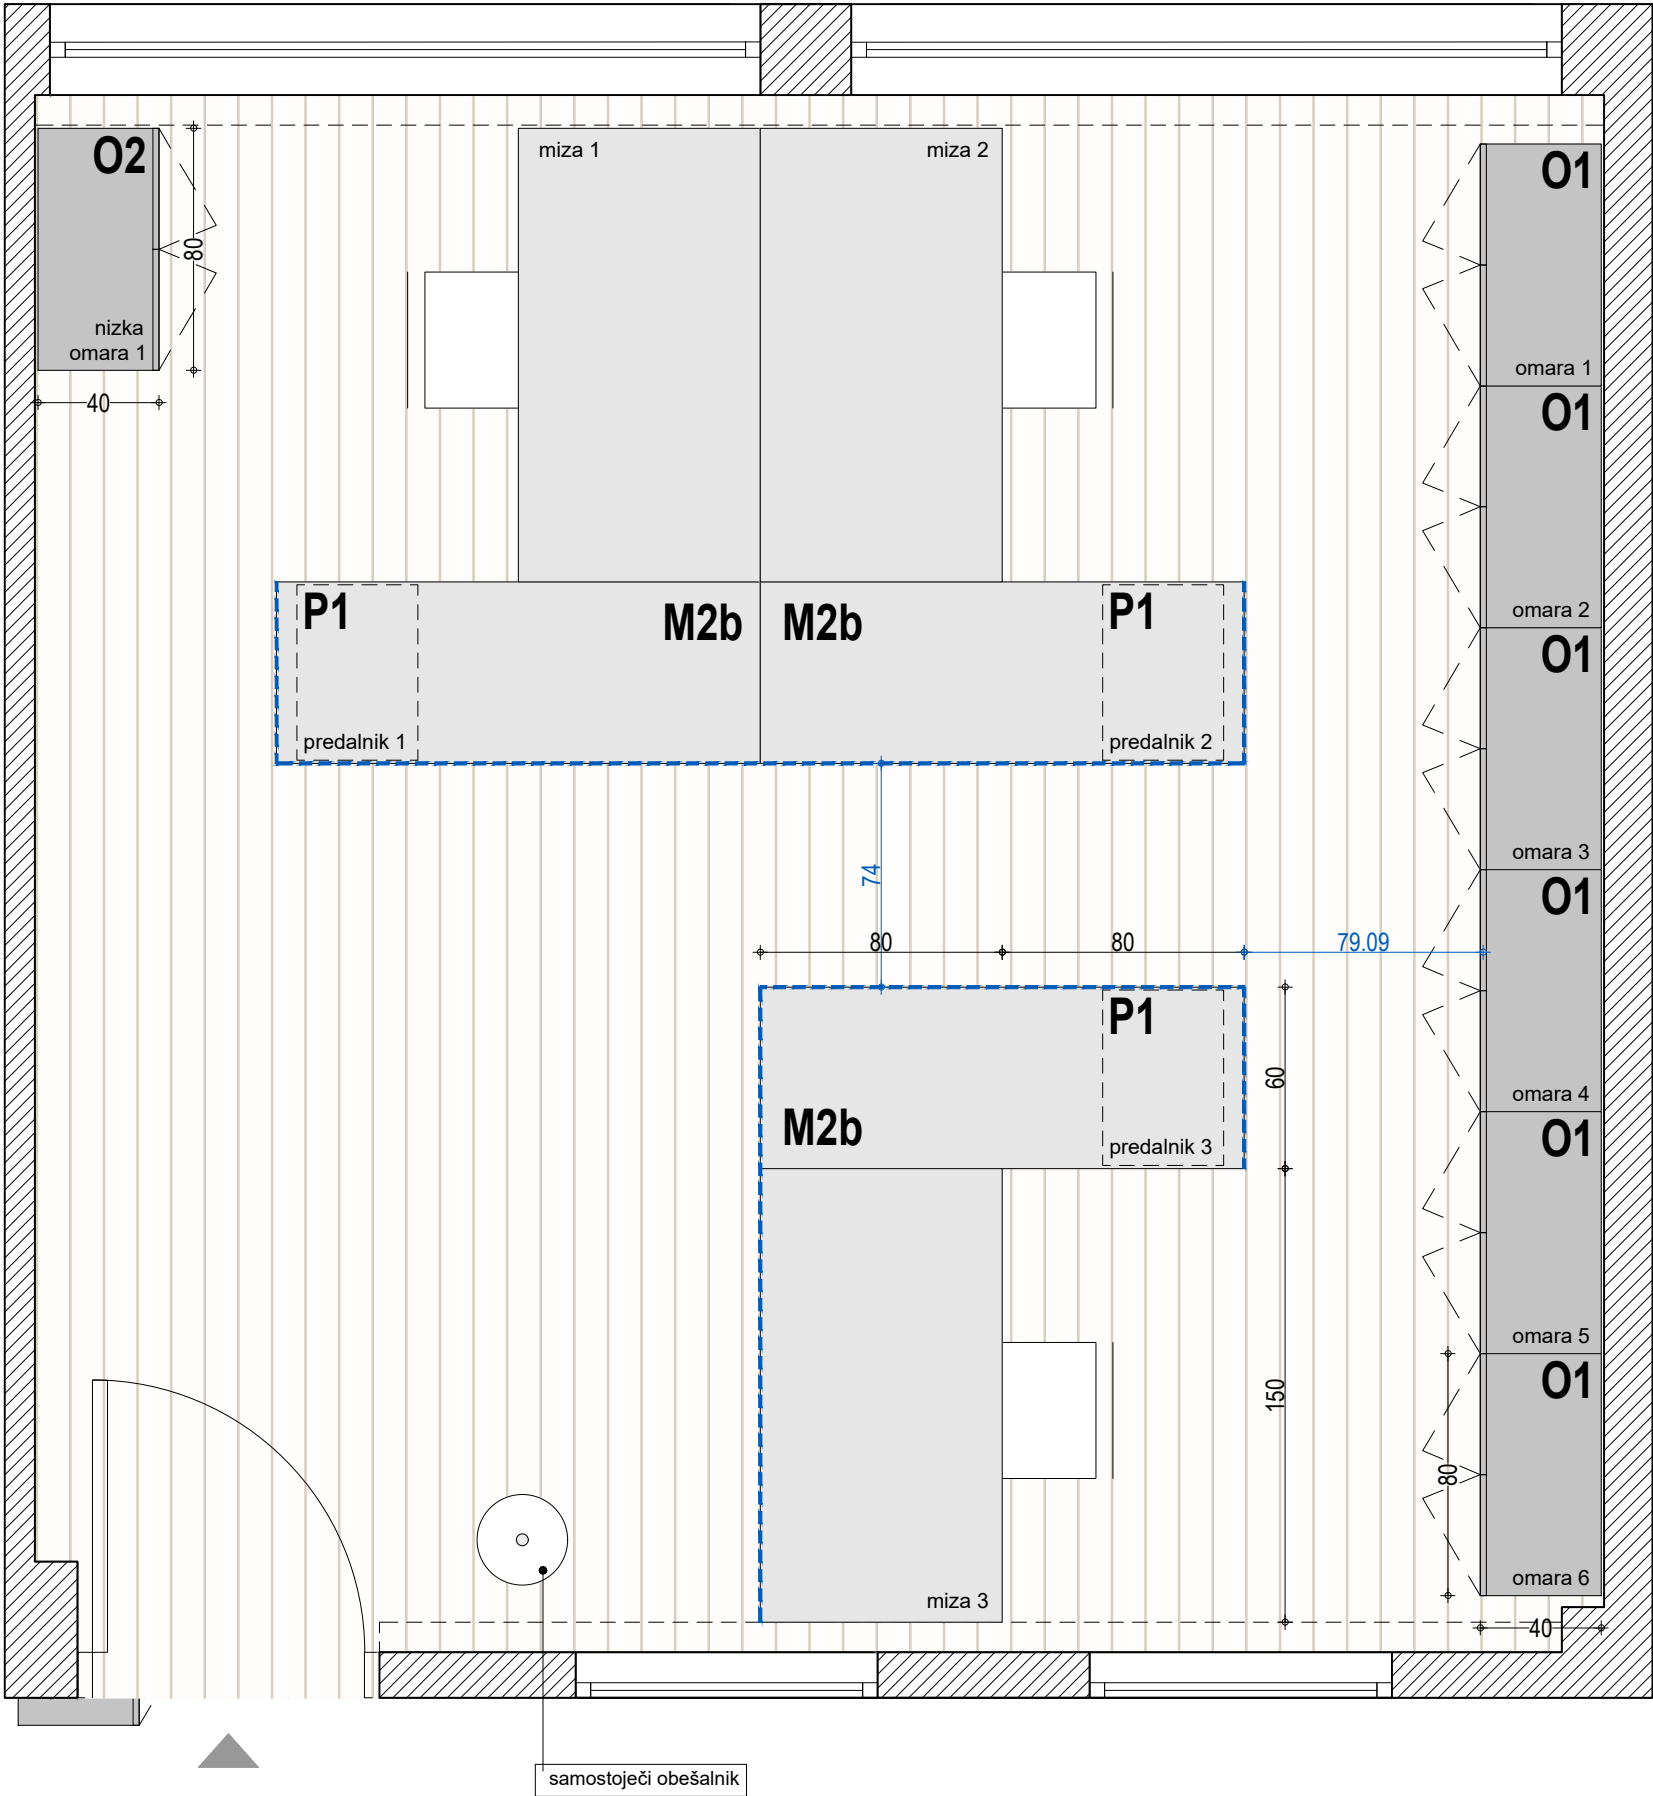 miza 1
miza 2
O2
O1
80
nizka
omara 1
omara 1
40
O1
P1
M2b
M2b
P1
omara 2
O1
predalnik 1
predalnik 2
omara 3
74
O1
80
80
79.09
P1
60
omara 4
M2b
predalnik 3
O1
omara 5
150
O1
80
miza 3
omara 6
40
samostoječi obešalnik